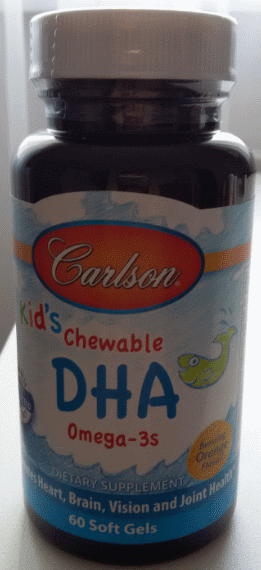 Carlson®
Kid's
Chewable
DHA
Omega-3s
Bursting
Orange
Flavor
DIETARY SUPPLEMENT
Heart, Brain, Vision and Joint Health
60 Soft Gels